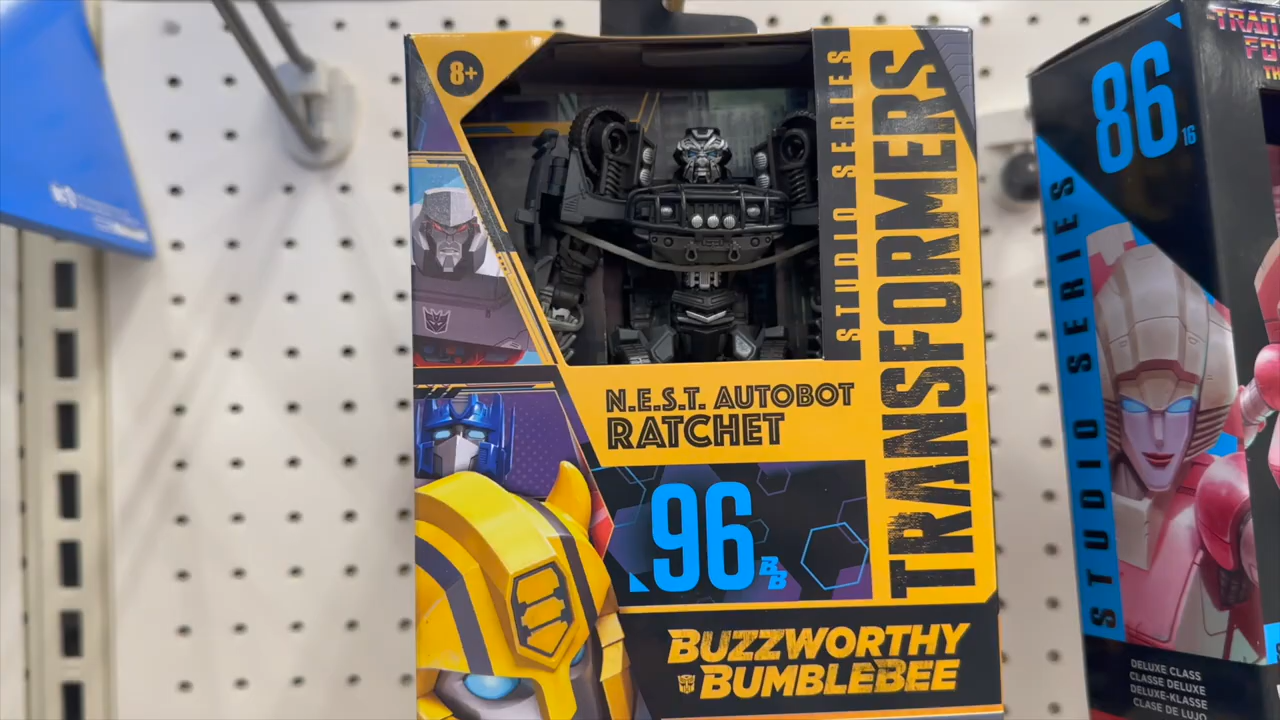 8+
STUDIO SERIES
TRANSFORMERS
N.E.S.T. AUTOBOT
RATCHET
96
BB
BUZZWORTHY
BUMBLEBEE
86
16
STUDIO SERIES
DELUXE CLASS
CLASSE DELUXE
DELUXE-KLASSE
CLASE DE LUJO